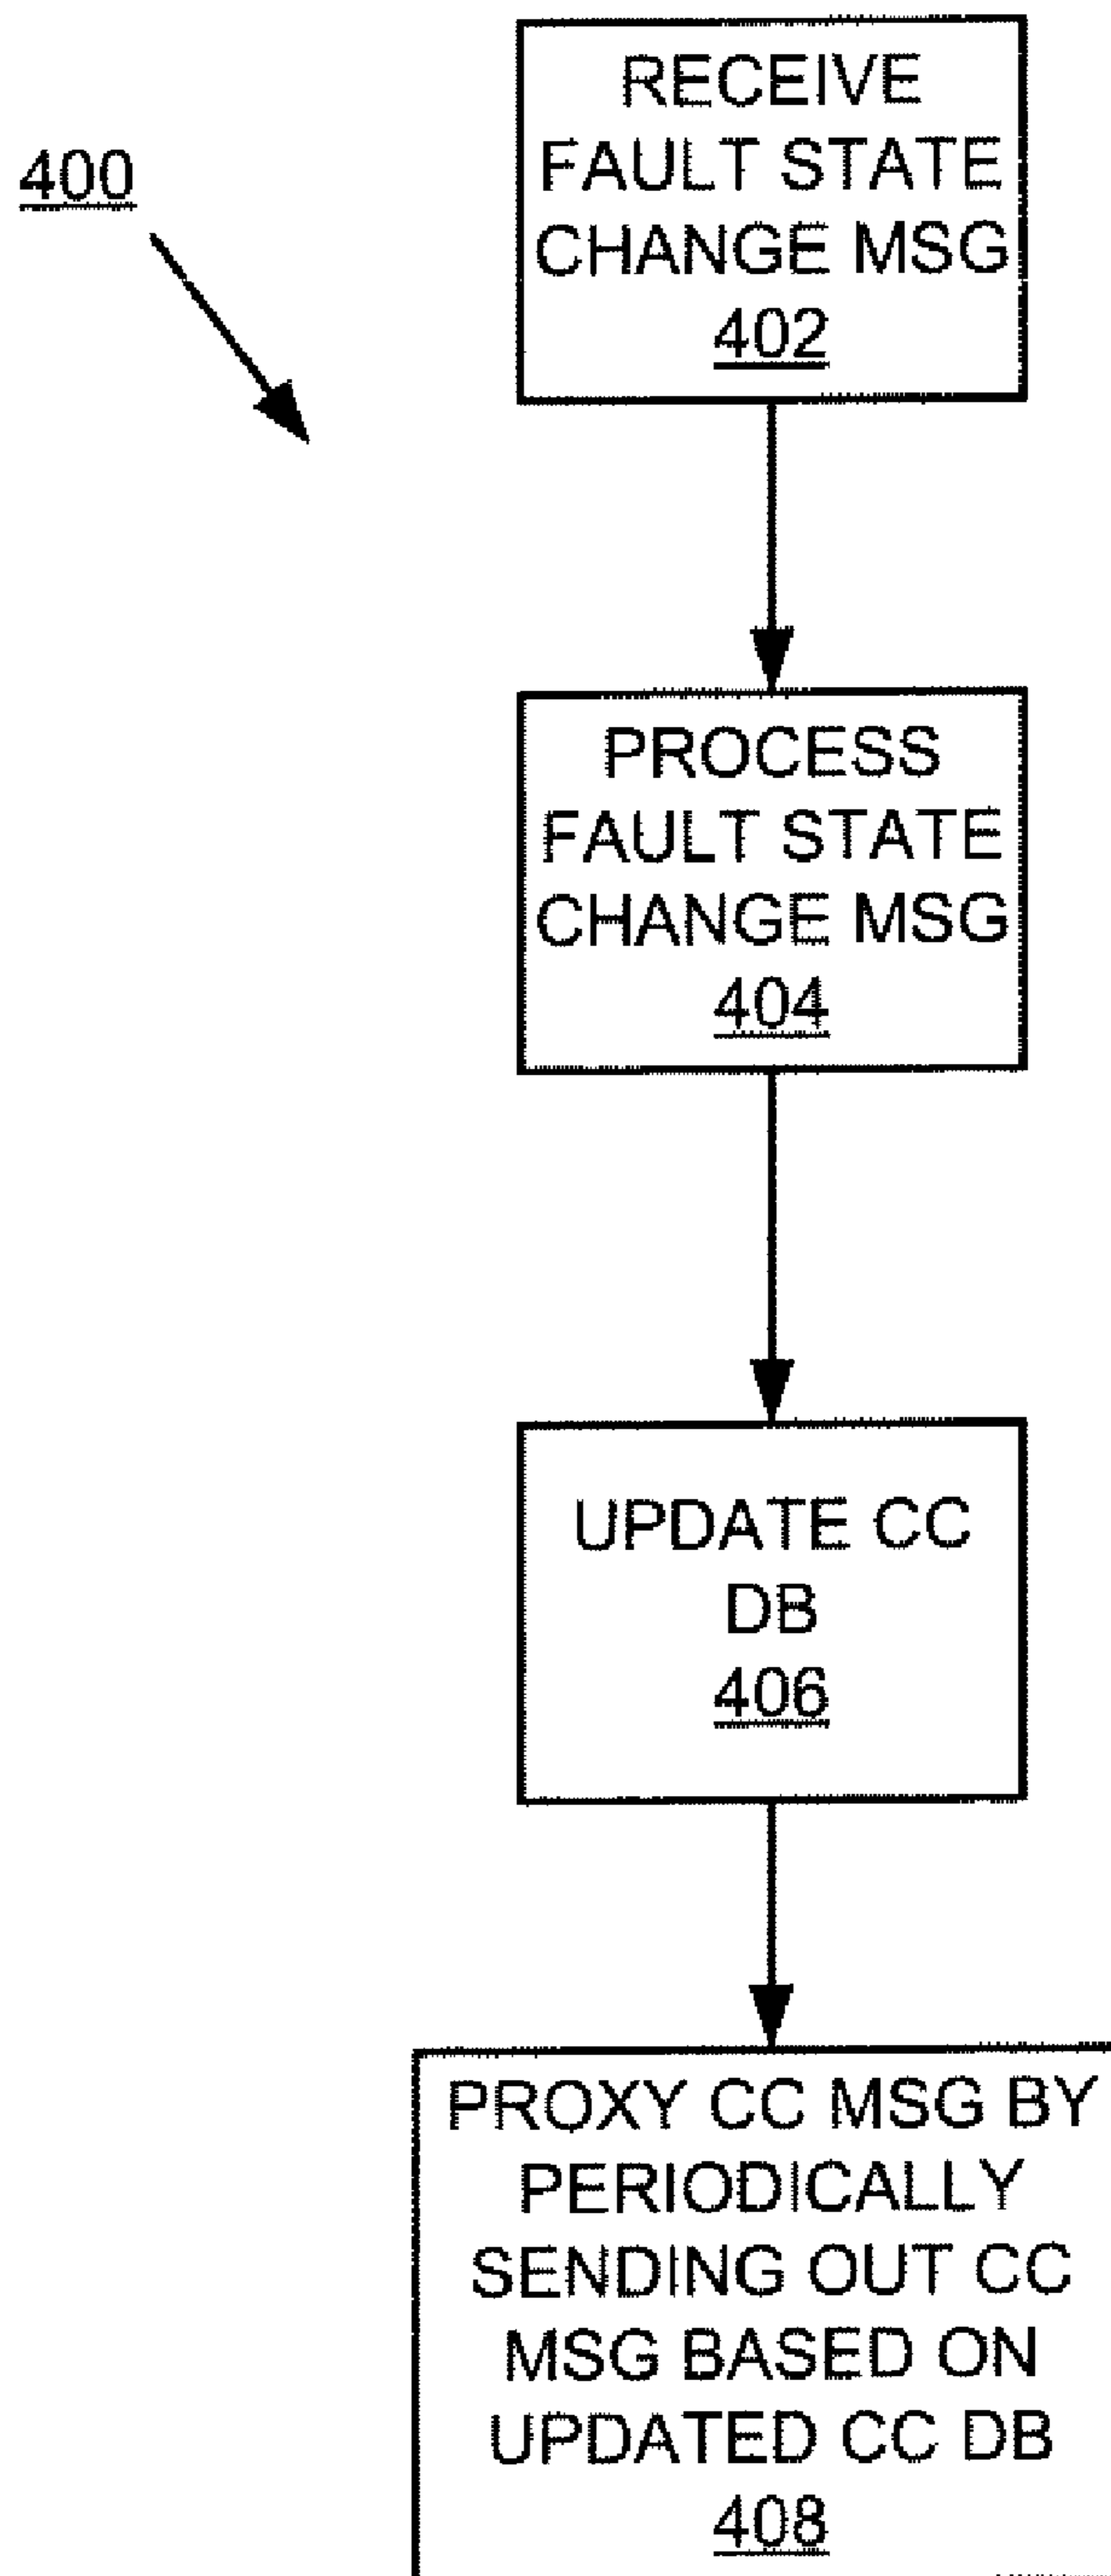 400
RECEIVE
FAULT STATE
CHANGE MSG
402
PROCESS
FAULT STATE
CHANGE MSG
404
UPDATE CC
DB
406
PROXY CC MSG BY
PERIODICALLY
SENDING OUT CC
MSG BASED ON
UPDATED CC DB
408